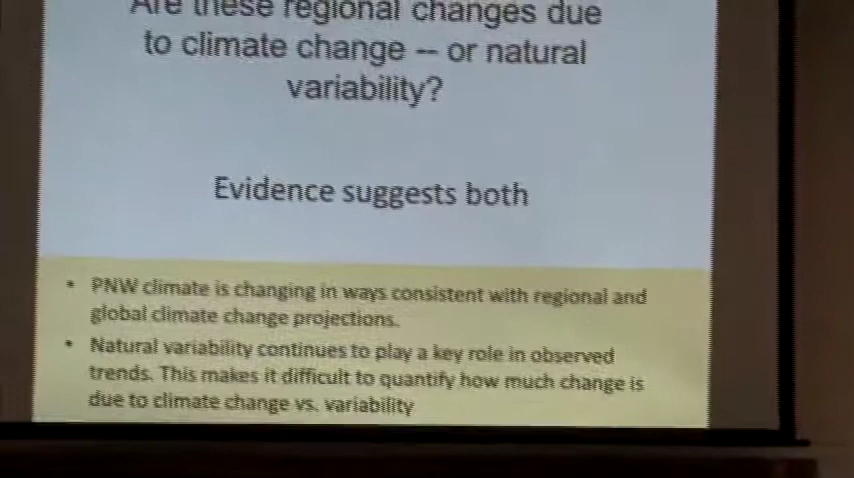 Are these regional changes due
to climate change -- or natural
variability?
Evidence suggests both
• PNW climate is changing in ways consistent with regional and
global climate change projections.
• Natural variability continues to play a key role in observed
trends. This makes it difficult to quantify how much change is
due to climate change vs. variability